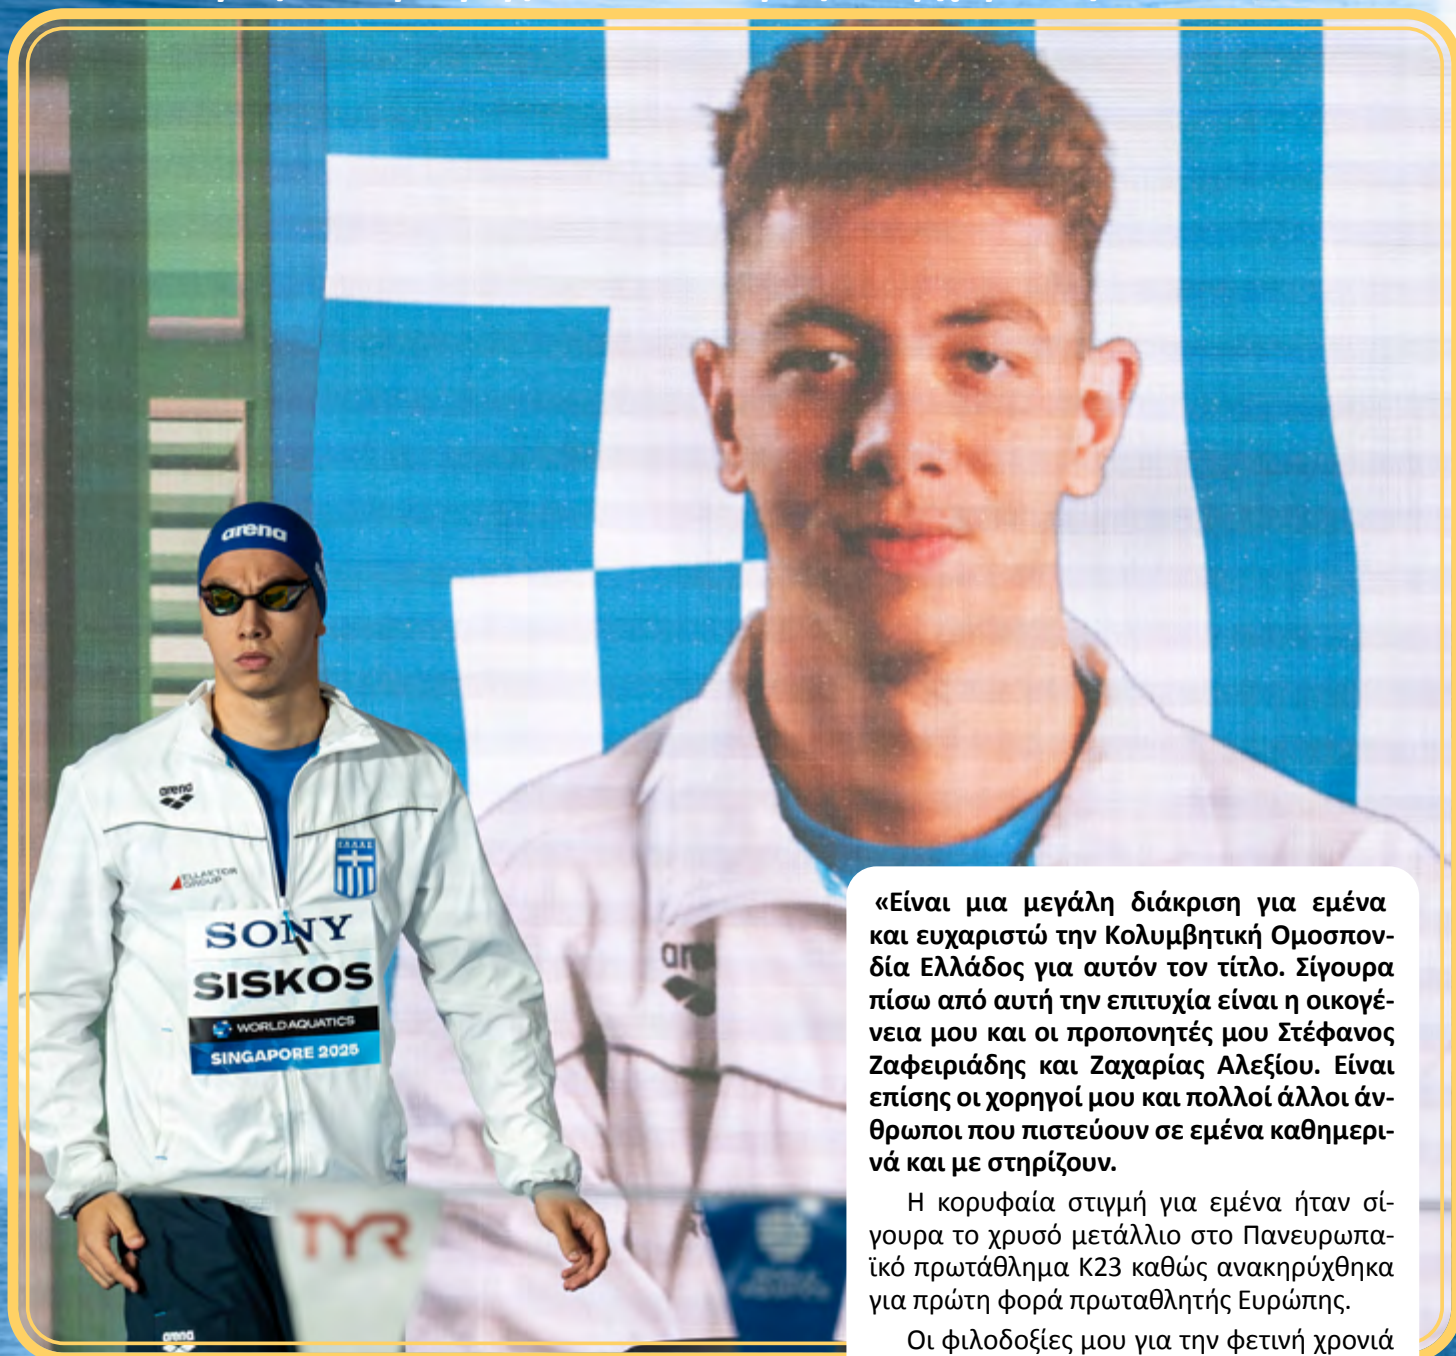 arena
arena
ΕΛΛΑΣ
ELLAKTOR
GROUP
SONY
SISKOS
WORLD AQUATICS
SINGAPORE 2025
TYR
arena
«Είναι μια μεγάλη διάκριση για εμένα
και ευχαριστώ την Κολυμβητική Ομοσπον-
δία Ελλάδος για αυτόν τον τίτλο. Σίγουρα
πίσω από αυτή την επιτυχία είναι η οικογέ-
νεια μου και οι προπονητές μου Στέφανος
Ζαφειριάδης και Ζαχαρίας Αλεξίου. Είναι
επίσης οι χορηγοί μου και πολλοί άλλοι άν-
θρωποι που πιστεύουν σε εμένα καθημερι-
νά και με στηρίζουν.
Η κορυφαία στιγμή για εμένα ήταν σί-
γουρα το χρυσό μετάλλιο στο Πανευρωπα-
ϊκό πρωτάθλημα Κ23 καθώς ανακηρύχθηκα
για πρώτη φορά πρωταθλητής Ευρώπης.
Οι φιλοδοξίες μου για την φετινή χρονιά